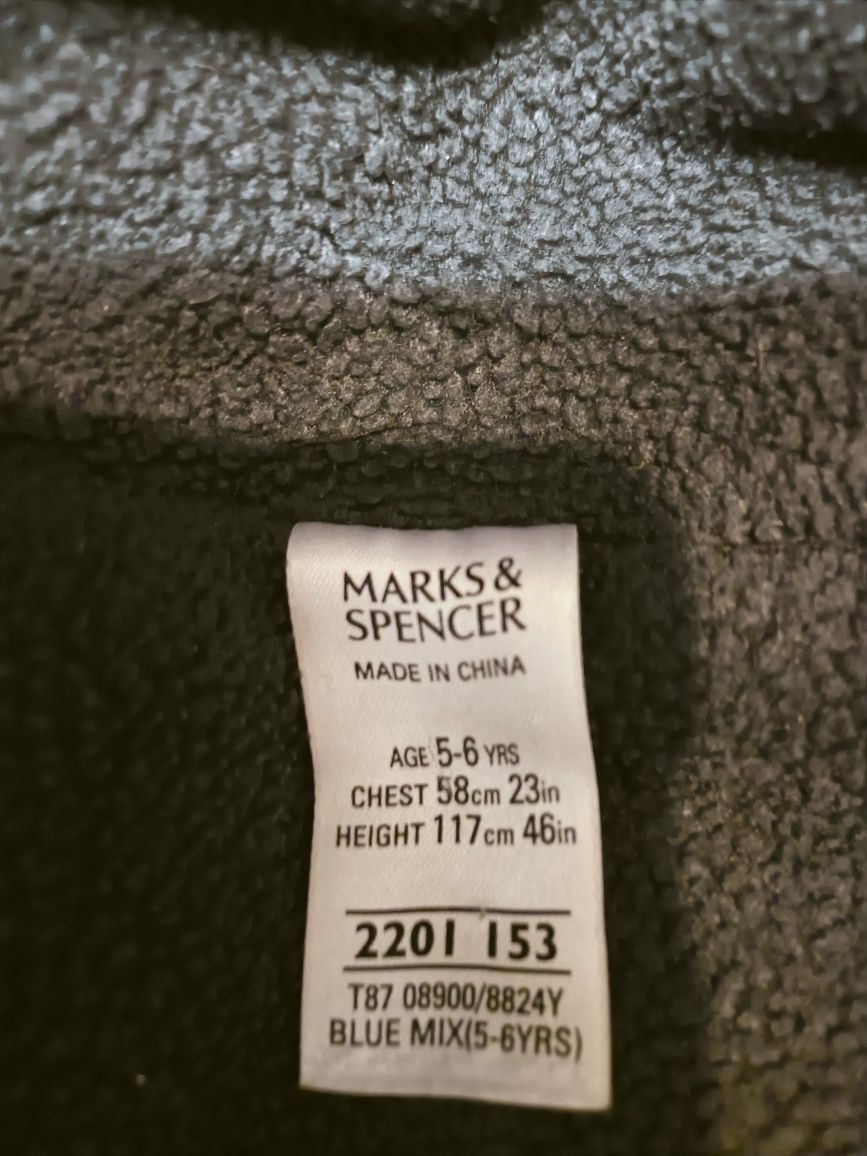 MARKS &
SPENCER
MADE IN CHINA
AGE 5-6 YRS
CHEST 58cm 23in
HEIGHT 117cm 46in
2201 153
T87 08900/8824Y
BLUE MIX(5-6YRS)